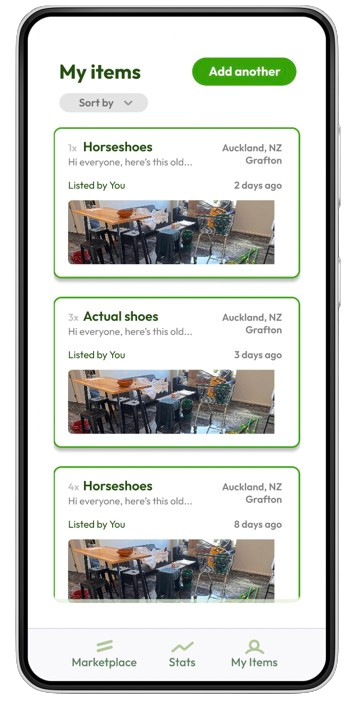 My items
Add another
Sort by
1x Horseshoes
Auckland, NZ
Hi everyone, here's this old...
Grafton
Listed by You
2 days ago
3x Actual shoes
Auckland, NZ
Hi everyone, here's this old...
Grafton
Listed by You
3 days ago
4x Horseshoes
Auckland, NZ
Hi everyone, here's this old...
Grafton
Listed by You
8 days ago
Marketplace
Stats
My Items